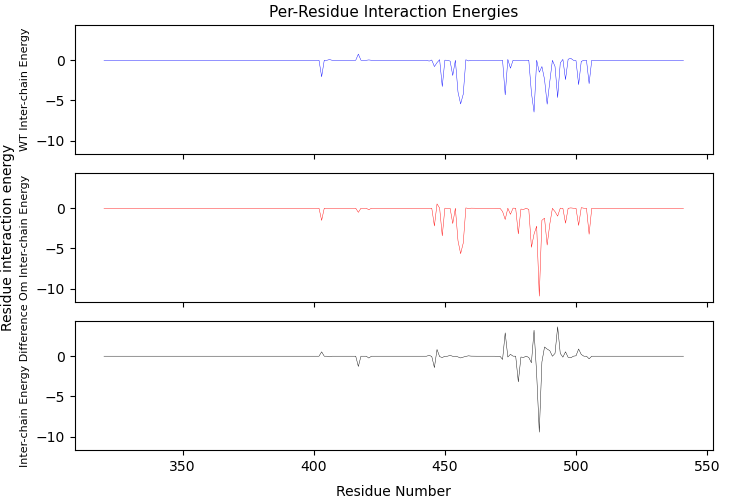 Per-Residue Interaction Energies
Residue interaction energy
WT Inter-chain Energy
0
−5
−10
Om Inter-chain Energy
0
−5
−10
Inter-chain Energy Difference
0
−5
−10
350 400 450 500 550
Residue Number